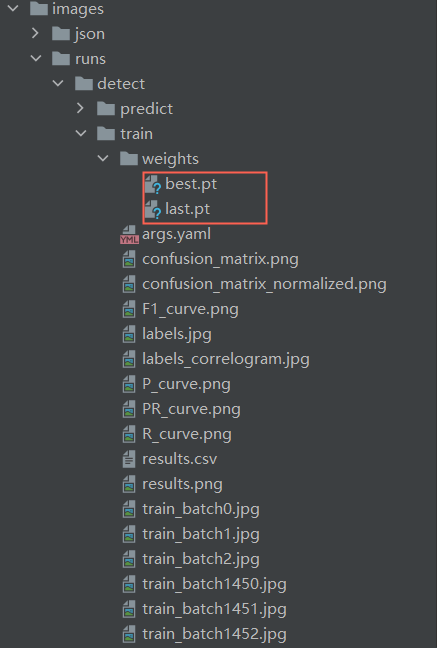 images
json
runs
detect
predict
train
weights
best.pt
last.pt
YML args.yaml
confusion_matrix.png
confusion_matrix_normalized.png
F1_curve.png
labels.jpg
labels_correlogram.jpg
P_curve.png
PR_curve.png
R_curve.png
results.csv
results.png
train_batch0.jpg
train_batch1.jpg
train_batch2.jpg
train_batch1450.jpg
train_batch1451.jpg
train_batch1452.jpg